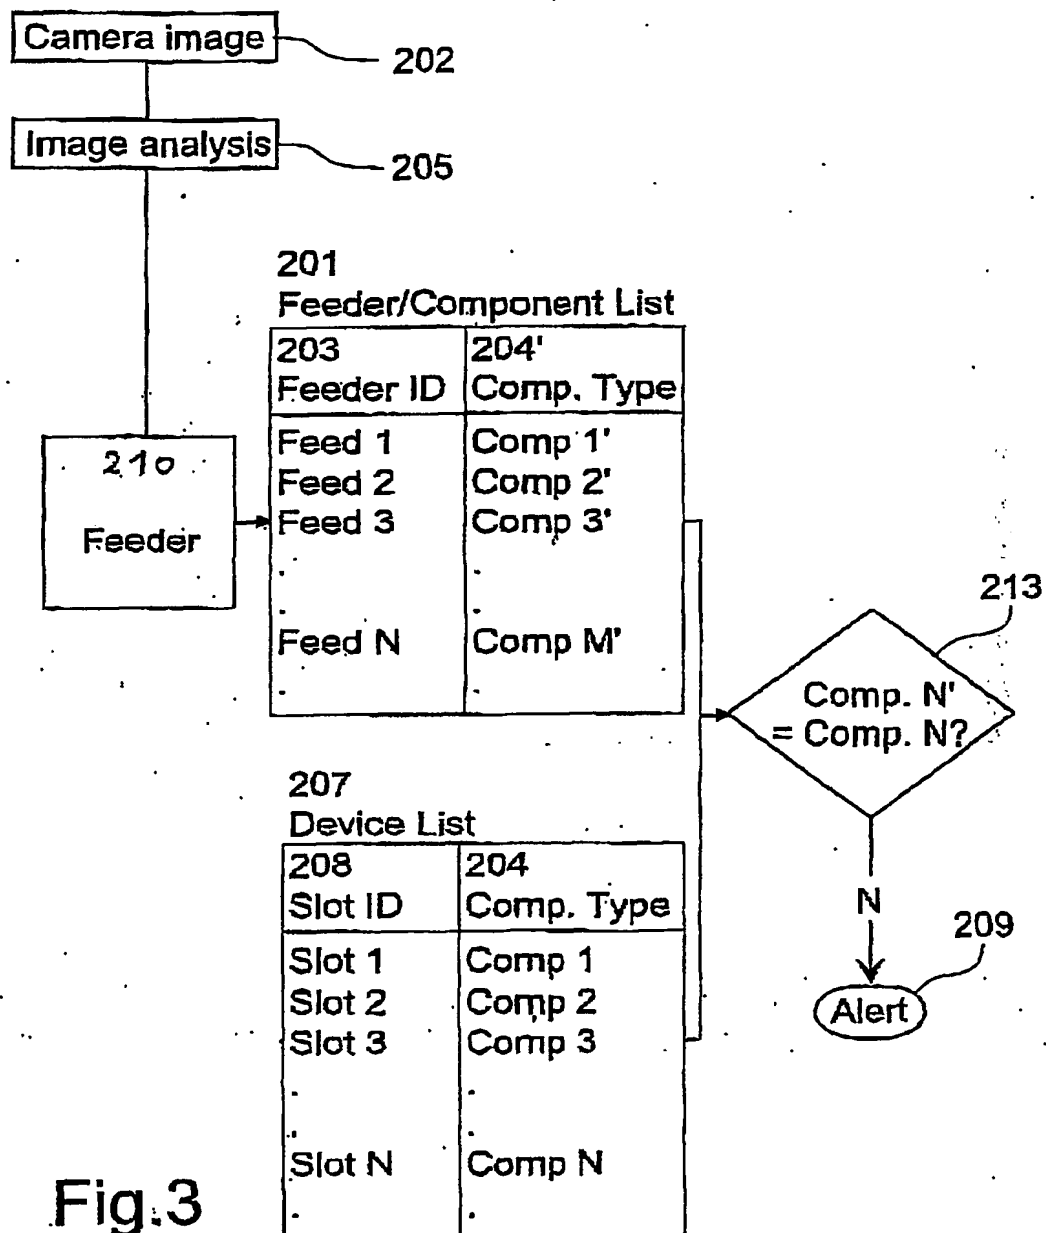 Camera image
202
Image analysis
205
201
Feeder/Component List
203 204'
Feeder ID Comp. Type
Feed 1 Comp 1'
Feed 2 Comp 2'
Feed 3 Comp 3'
. .
. .
Feed N Comp M'
. .
210
Feeder
213
Comp. N'
= Comp. N?
N
209
Alert
207
Device List
208 204
Slot ID Comp. Type
Slot 1 Comp 1
Slot 2 Comp 2
Slot 3 Comp 3
. .
. .
Slot N Comp N
. .
Fig.3